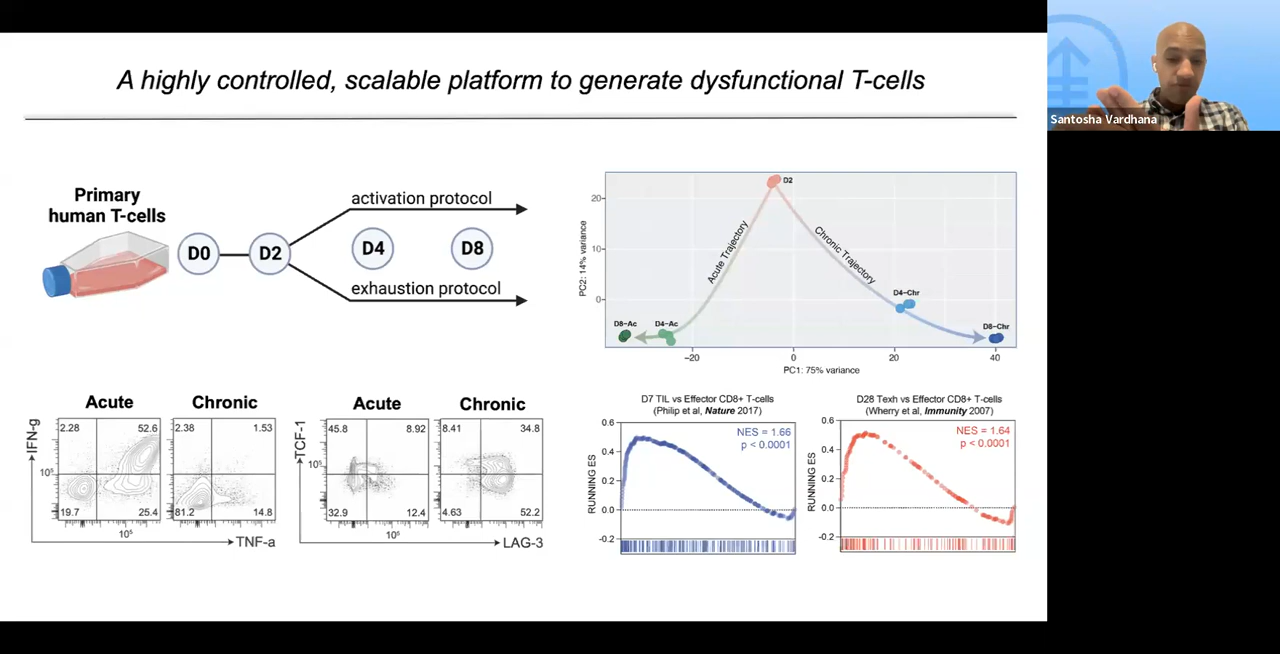 A highly controlled, scalable platform to generate dysfunctional T-cells
Santosha Vardhana
Primary
human T-cells
D0
D2
activation protocol
D4
D8
exhaustion protocol
PC2: 14% variance
20
10
0
D2
Acute Trajectory
Chronic Trajectory
D4-Chr
D8-Ac
D4-Ac
D8-Chr
-20
0
20
40
PC1: 75% variance
Acute
Chronic
IFN-g
2.28
52.6
2.38
1.53
10⁵
19.7
25.4
81.2
14.8
10⁵
TNF-a
Acute
Chronic
TCF-1
45.8
8.92
8.41
34.8
10⁵
32.9
12.4
4.63
52.2
10⁵
LAG-3
D7 TIL vs Effector CD8+ T-cells
(Philip et al, Nature 2017)
RUNNING ES
0.6
0.4
0.2
0.0
-0.2
NES = 1.66
p < 0.0001
D28 Texh vs Effector CD8+ T-cells
(Wherry et al, Immunity 2007)
RUNNING ES
0.6
0.4
0.2
0.0
-0.2
NES = 1.64
p < 0.0001